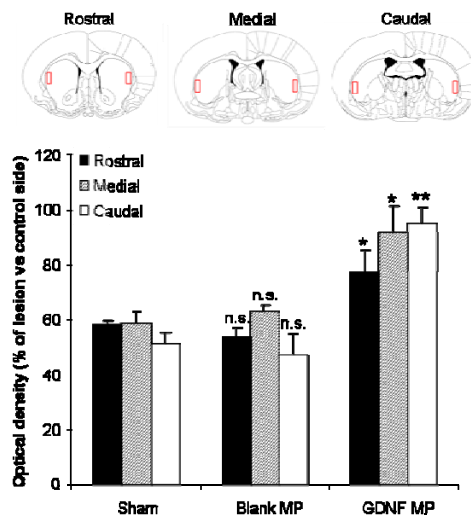 Rostral Medial Caudal
Optical density (% of lesion vs control side)
120
100
80
60
40
20
0
Rostral
Medial
Caudal
n.s. n.s. n.s.
* * **
Sham Blank MP GDNF MP